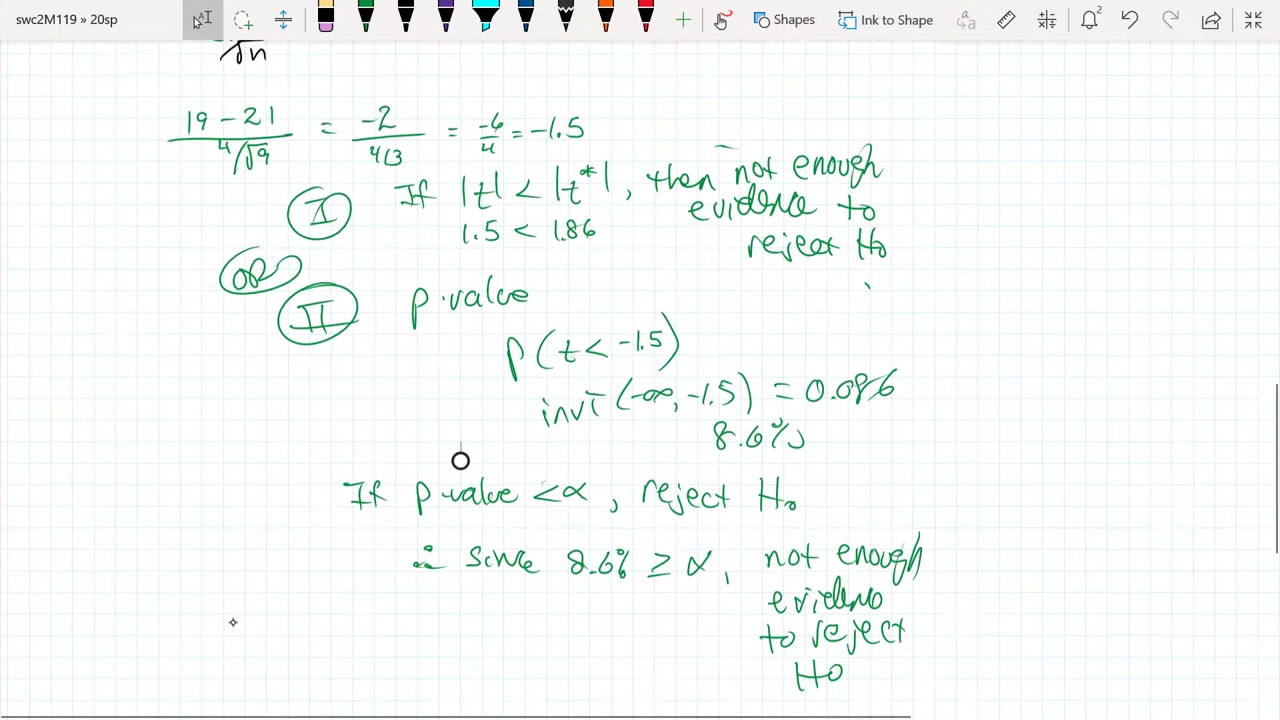 swc2M119 » 20sp
Shapes
Ink to Shape
√n
19 - 21 / 4/√9 = -2 / 4/3 = -6/4 = -1.5
I If |t| < |t*|, then not enough
evidence to
1.5 < 1.86
reject H0
OR
II p-value
P(t < -1.5)
invT(-∞, -1.5) = 0.086
8.6%
If p-value < α, reject H0
∴ since 8.6% ≥ α, not enough
evidence
to reject
H0